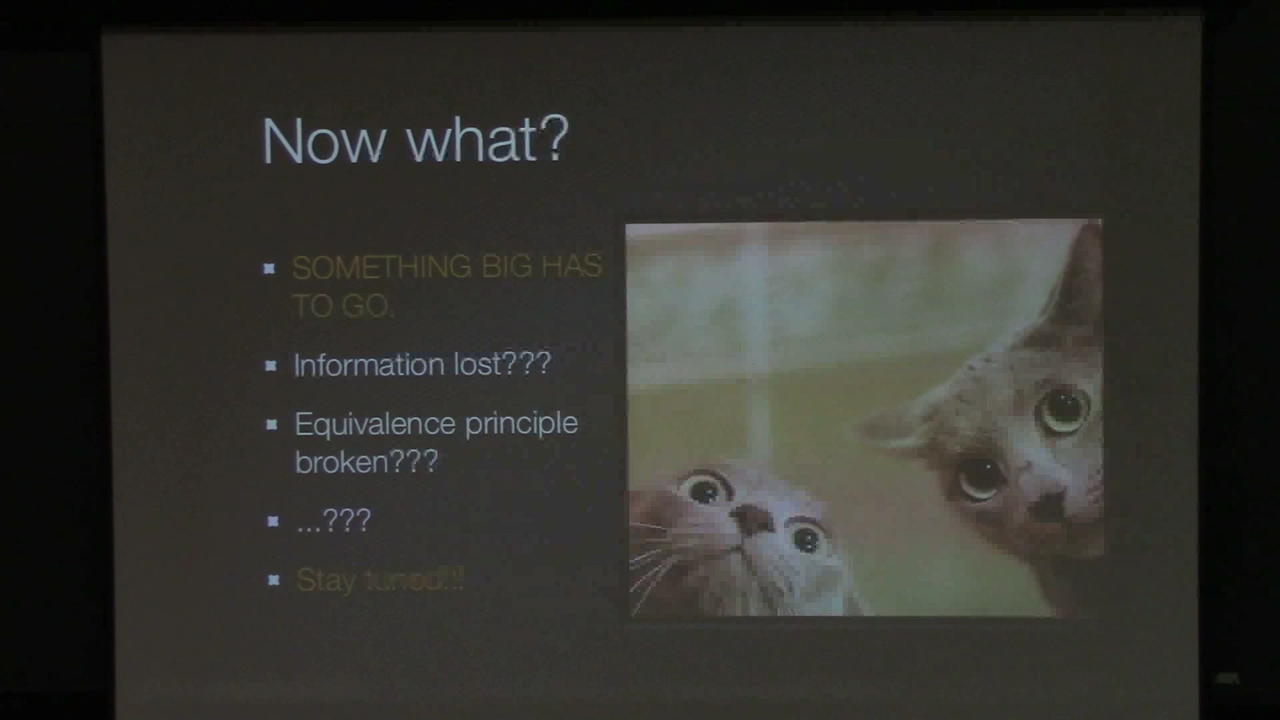 Now what?
SOMETHING BIG HAS
TO GO.
Information lost???
Equivalence principle
broken???
...???
Stay tuned!!!